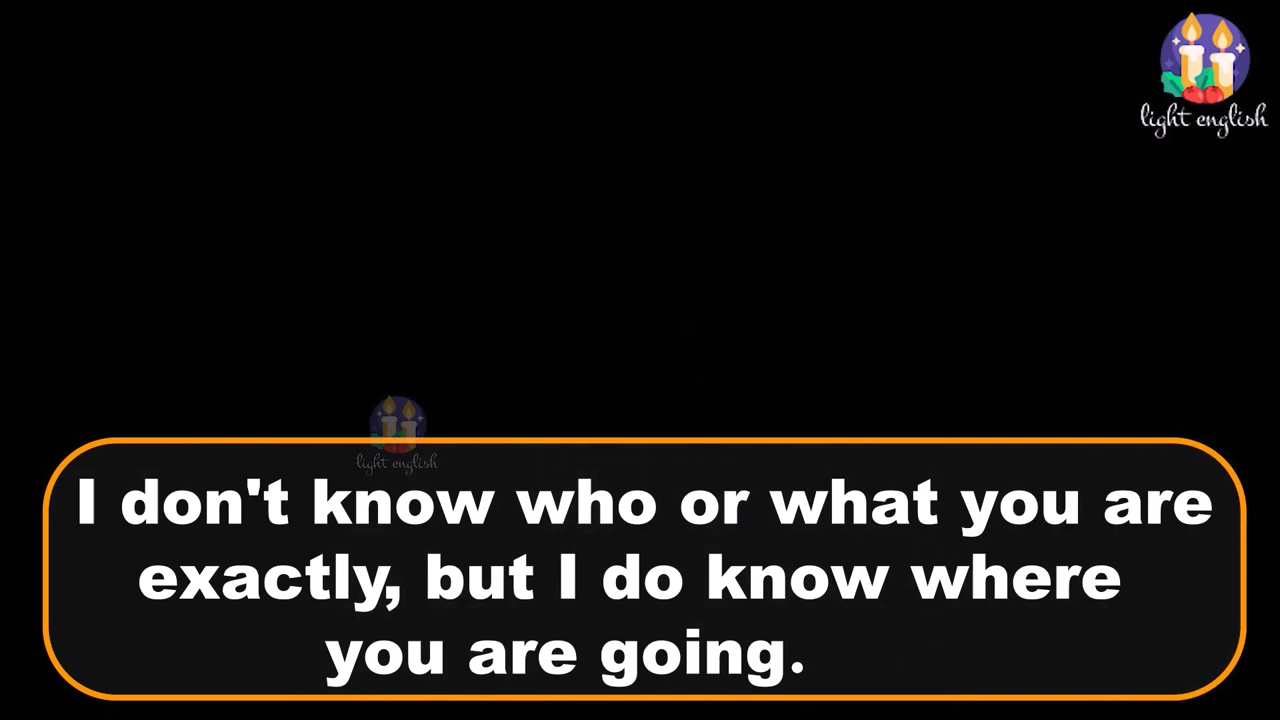 light english
light english
I don't know who or what you are
exactly, but I do know where
you are going.